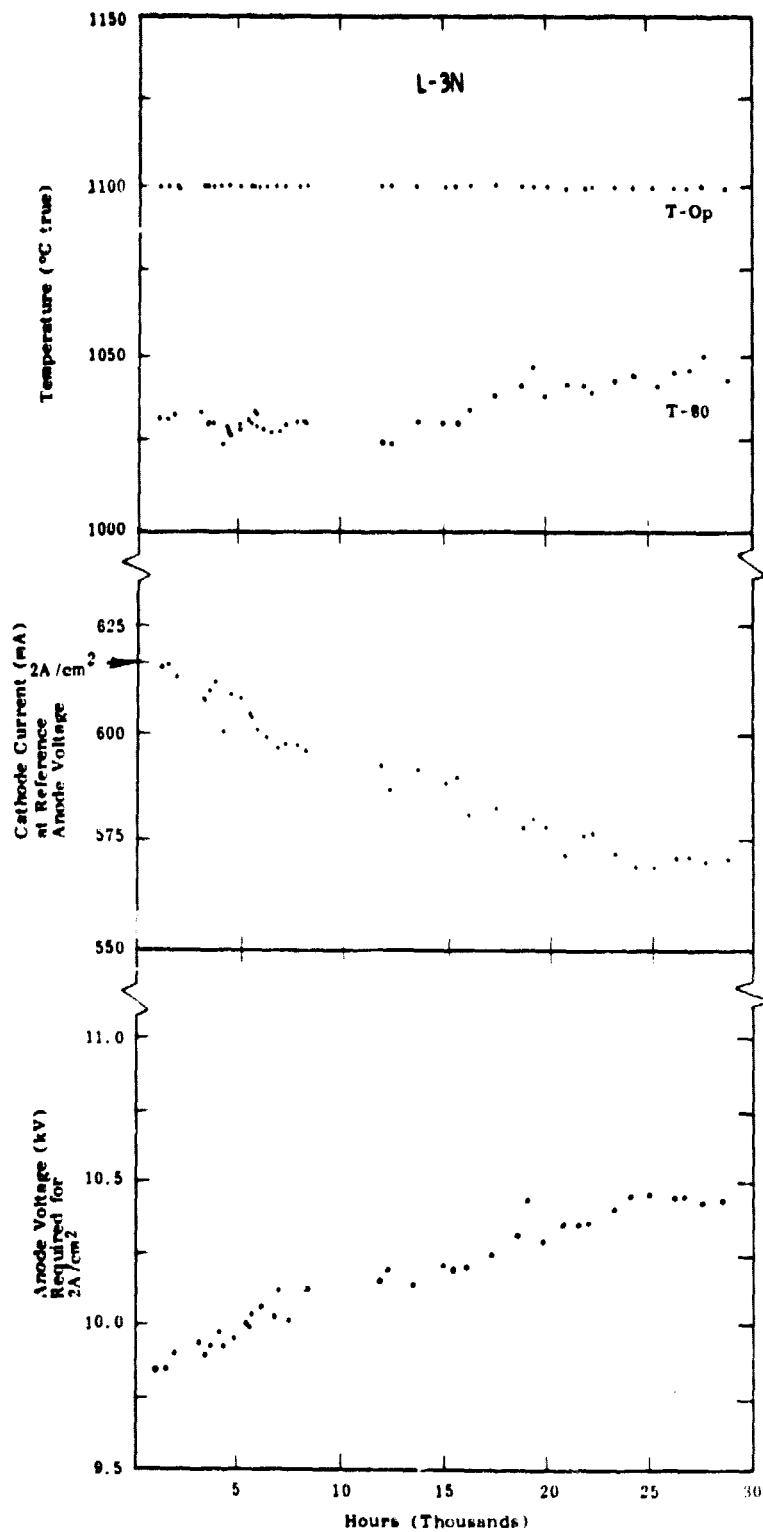 L-3N
1150
1100
1050
1000
Temperature (°C true)
T-Op
T-80
625
600
575
550
2A/cm²
Cathode Current (mA)
at Reference
Anode Voltage
11.0
10.5
10.0
9.5
Anode Voltage (kV)
Required for
2A/cm²
5 10 15 20 25 30
Hours (Thousands)